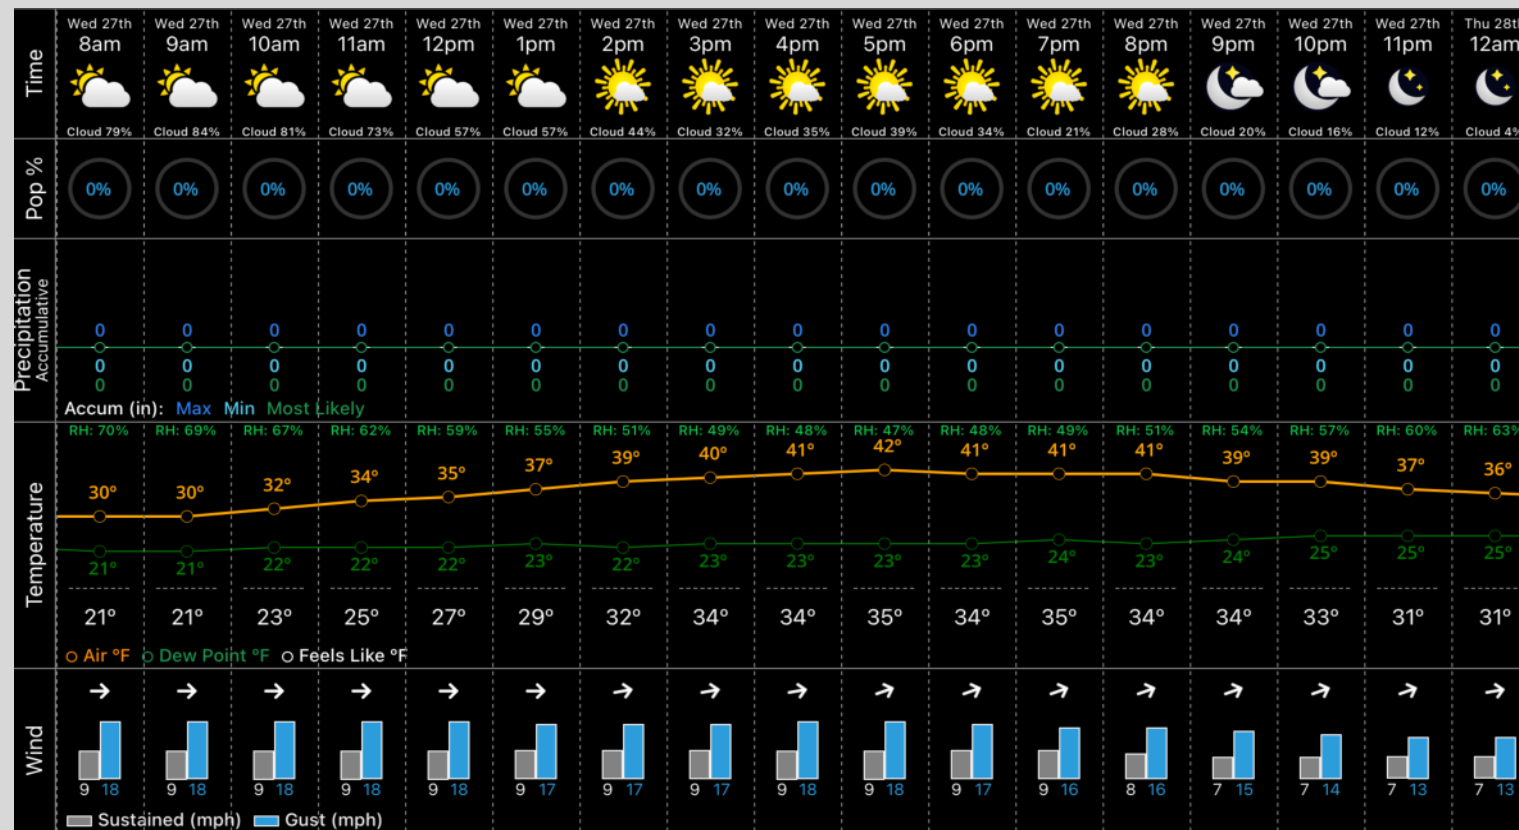 Wed 27th Wed 27th Wed 27th Wed 27th Wed 27th Wed 27th Wed 27th Wed 27th Wed 27th Wed 27th Wed 27th Wed 27th Wed 27th Wed 27th Wed 27th Wed 27th Thu 28th
8am 9am 10am 11am 12pm 1pm 2pm 3pm 4pm 5pm 6pm 7pm 8pm 9pm 10pm 11pm 12am
Time
Cloud 79% Cloud 84% Cloud 81% Cloud 73% Cloud 57% Cloud 57% Cloud 44% Cloud 32% Cloud 35% Cloud 39% Cloud 34% Cloud 21% Cloud 28% Cloud 20% Cloud 16% Cloud 12% Cloud 4%
Pop %
0% 0% 0% 0% 0% 0% 0% 0% 0% 0% 0% 0% 0% 0% 0% 0% 0%
Precipitation
Accumulative
0 0 0 0 0 0 0 0 0 0 0 0 0 0 0 0 0
0 0 0 0 0 0 0 0 0 0 0 0 0 0 0 0 0
0 0 0 0 0 0 0 0 0 0 0 0 0 0 0 0 0
Accum (in): Max Min Most Likely
RH: 70% RH: 69% RH: 67% RH: 62% RH: 59% RH: 55% RH: 51% RH: 49% RH: 48% RH: 47% RH: 48% RH: 49% RH: 51% RH: 54% RH: 57% RH: 60% RH: 63%
Temperature
30° 30° 32° 34° 35° 37° 39° 40° 41° 42° 41° 41° 41° 39° 39° 37° 36°
21° 21° 22° 22° 22° 23° 22° 23° 23° 23° 23° 24° 23° 24° 25° 25° 25°
21° 21° 23° 25° 27° 29° 32° 34° 34° 35° 34° 35° 34° 34° 33° 31° 31°
Air °F Dew Point °F Feels Like °F
Wind
9 18 9 18 9 18 9 18 9 18 9 17 9 17 9 17 9 18 9 18 9 17 9 16 8 16 7 15 7 14 7 13 7 13
Sustained (mph) Gust (mph)